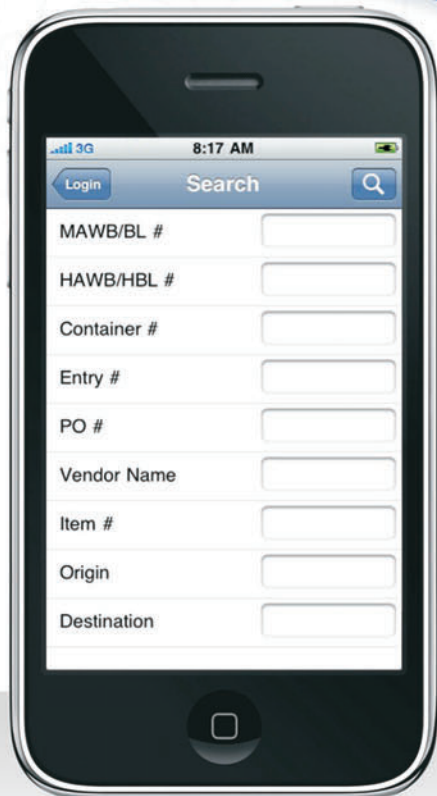 3G 8:17 AM
Login Search
MAWB/BL #
HAWB/HBL #
Container #
Entry #
PO #
Vendor Name
Item #
Origin
Destination